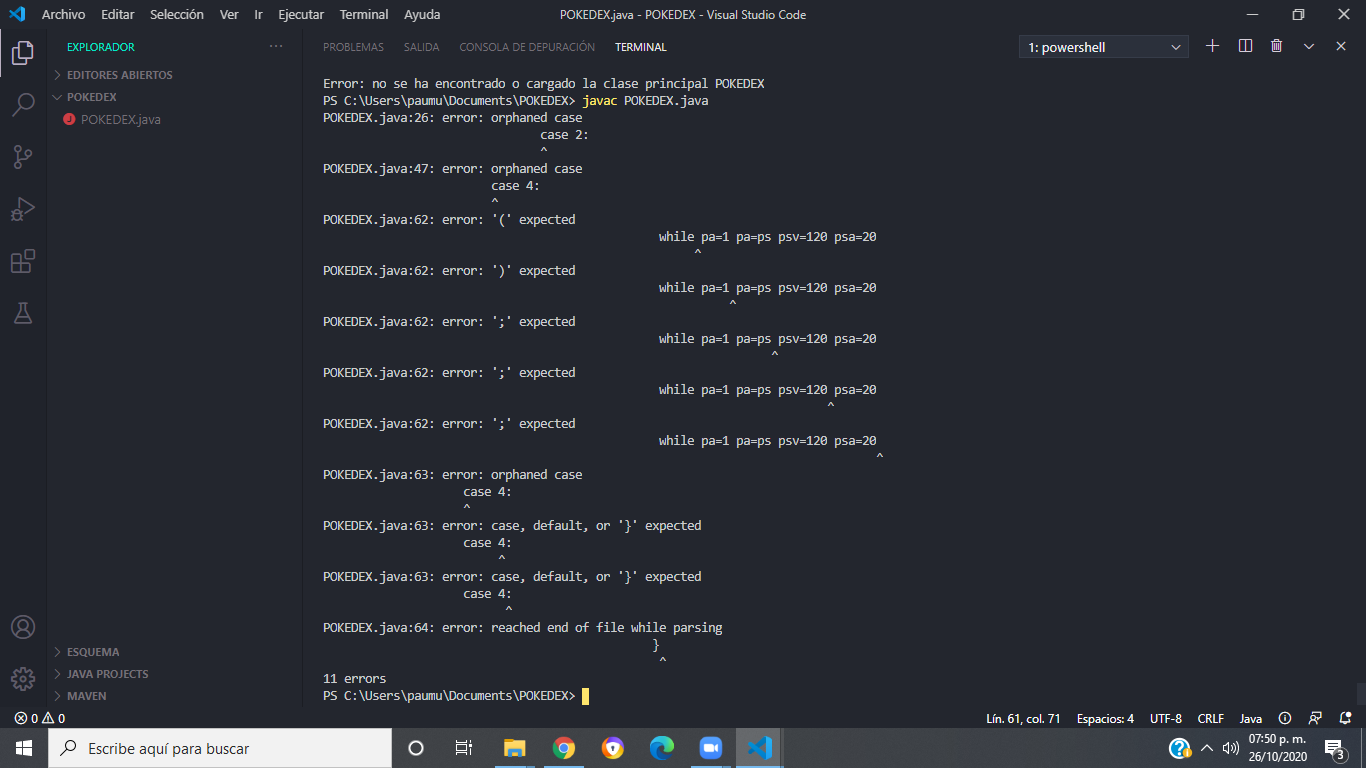 Archivo Editar Selección Ver Ir Ejecutar Terminal Ayuda
POKEDEX.java - POKEDEX - Visual Studio Code
EXPLORADOR
EDITORES ABIERTOS
POKEDEX
POKEDEX.java
ESQUEMA
JAVA PROJECTS
MAVEN
PROBLEMAS SALIDA CONSOLA DE DEPURACIÓN TERMINAL
1: powershell
Error: no se ha encontrado o cargado la clase principal POKEDEX
PS C:\Users\paumu\Documents\POKEDEX> javac POKEDEX.java
POKEDEX.java:26: error: orphaned case
case 2:
^
POKEDEX.java:47: error: orphaned case
case 4:
^
POKEDEX.java:62: error: '(' expected
while pa=1 pa=ps psv=120 psa=20
^
POKEDEX.java:62: error: ')' expected
while pa=1 pa=ps psv=120 psa=20
^
POKEDEX.java:62: error: ';' expected
while pa=1 pa=ps psv=120 psa=20
^
POKEDEX.java:62: error: ';' expected
while pa=1 pa=ps psv=120 psa=20
^
POKEDEX.java:62: error: ';' expected
while pa=1 pa=ps psv=120 psa=20
^
POKEDEX.java:63: error: orphaned case
case 4:
^
POKEDEX.java:63: error: case, default, or '}' expected
case 4:
^
POKEDEX.java:63: error: case, default, or '}' expected
case 4:
^
POKEDEX.java:64: error: reached end of file while parsing
}
^
11 errors
PS C:\Users\paumu\Documents\POKEDEX>
0 0
Lín. 61, col. 71 Espacios: 4 UTF-8 CRLF Java
Escribe aquí para buscar
07:50 p. m.
26/10/2020
3